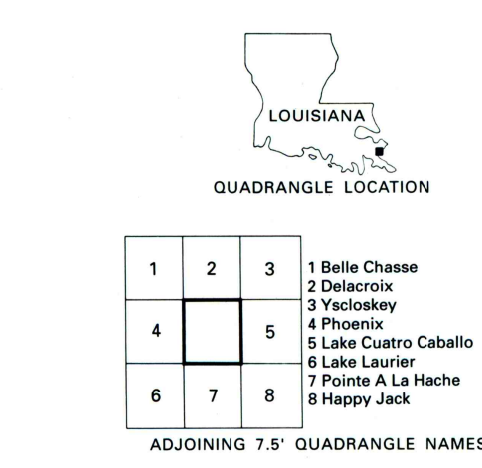 LOUISIANA
QUADRANGLE LOCATION
1 2 3
4 5
6 7 8
1 Belle Chasse
2 Delacroix
3 Yscloskey
4 Phoenix
5 Lake Cuatro Caballo
6 Lake Laurier
7 Pointe A La Hache
8 Happy Jack
ADJOINING 7.5' QUADRANGLE NAMES